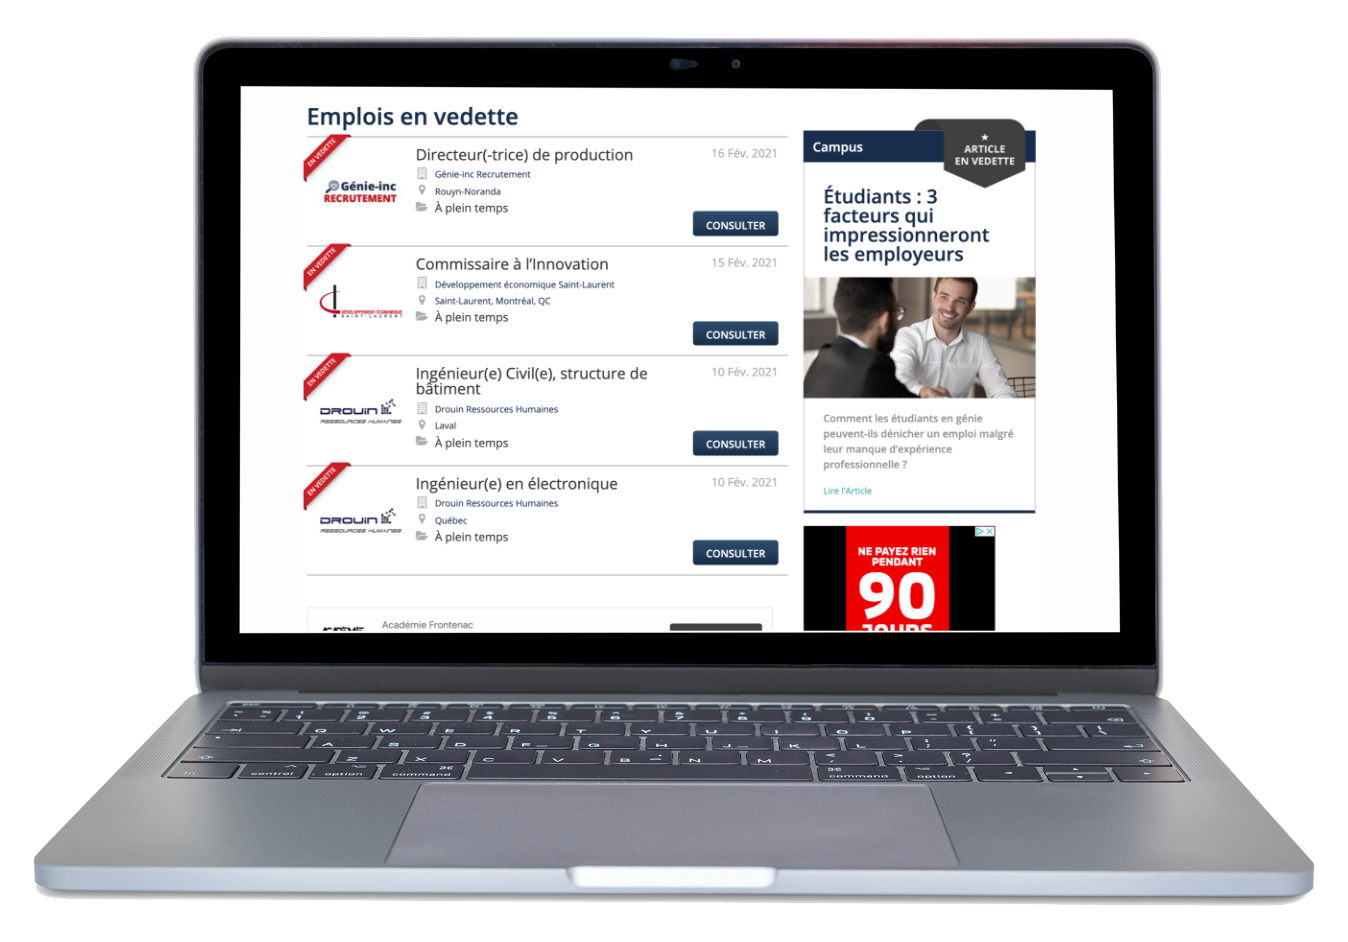 Emplois en vedette
EN VEDETTE
Génie-inc
RECRUTEMENT
Directeur(-trice) de production
16 Fév. 2021
Génie-inc Recrutement
Rouyn-Noranda
À plein temps
CONSULTER
EN VEDETTE
DÉVELOPPEMENT ÉCONOMIQUE
SAINT-LAURENT
Commissaire à l'Innovation
15 Fév. 2021
Développement économique Saint-Laurent
Saint-Laurent, Montréal, QC
À plein temps
CONSULTER
EN VEDETTE
DROUIN
RESSOURCES HUMAINES
Ingénieur(e) Civil(e), structure de
bâtiment
10 Fév. 2021
Drouin Ressources Humaines
Laval
À plein temps
CONSULTER
EN VEDETTE
DROUIN
RESSOURCES HUMAINES
Ingénieur(e) en électronique
10 Fév. 2021
Drouin Ressources Humaines
Québec
À plein temps
CONSULTER
Académie Frontenac
Campus
ARTICLE
EN VEDETTE
Étudiants : 3
facteurs qui
impressionneront
les employeurs
Comment les étudiants en génie
peuvent-ils dénicher un emploi malgré
leur manque d'expérience
professionnelle ?
Lire l'Article
NE PAYEZ RIEN
PENDANT
90
JOURS
esc
Q W E R T Y U I O P
A S D F G H J K L
Z X C V B N M
fn control option command command option